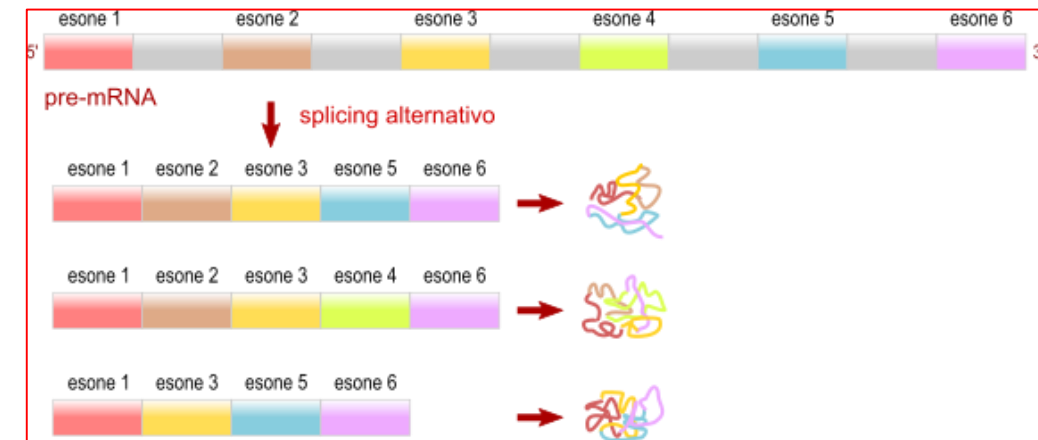 esone 1 esone 2 esone 3 esone 4 esone 5 esone 6
5' 3'
pre-mRNA
splicing alternativo
esone 1 esone 2 esone 3 esone 5 esone 6
esone 1 esone 2 esone 3 esone 4 esone 6
esone 1 esone 3 esone 5 esone 6